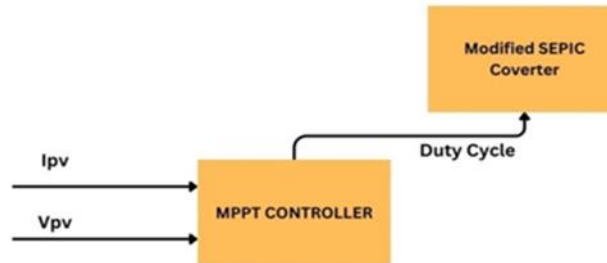 Modified SEPIC
Coverter
Duty Cycle
Ipv
MPPT CONTROLLER
Vpv